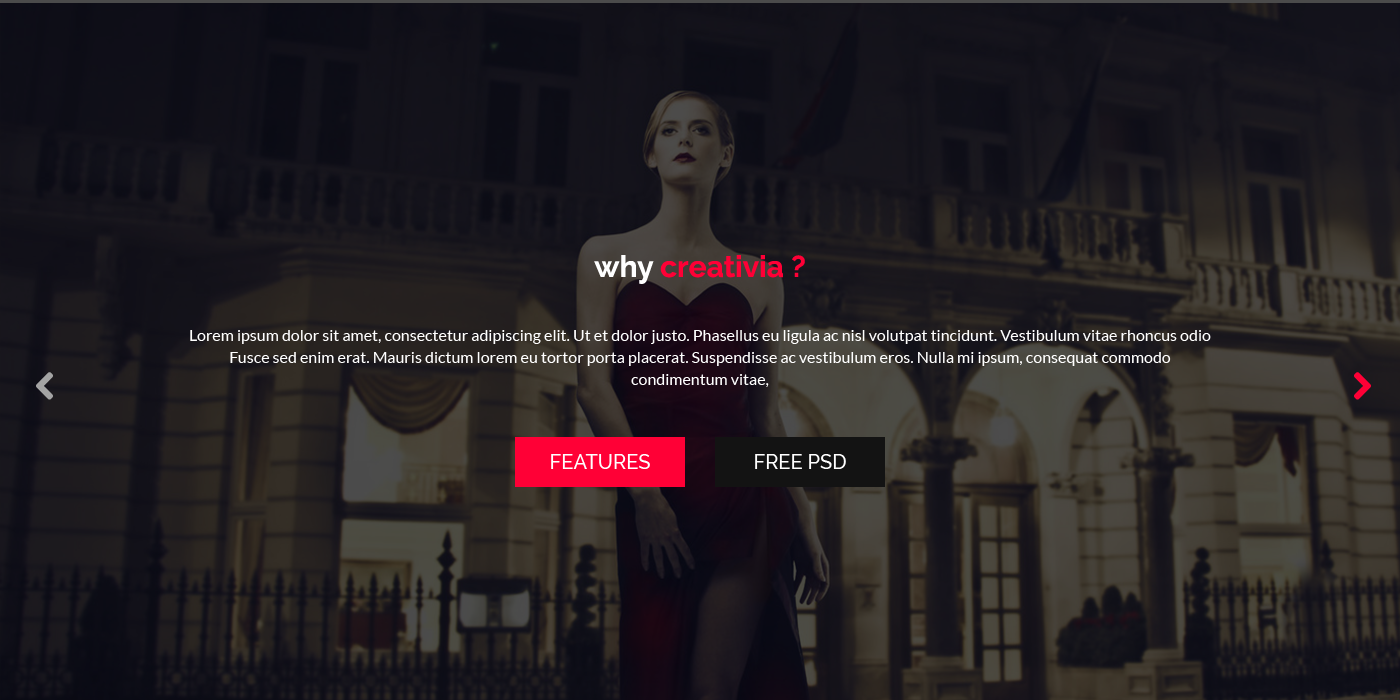 why creativia ?
Lorem ipsum dolor sit amet, consectetur adipiscing elit. Ut et dolor justo. Phasellus eu ligula ac nisl volutpat tincidunt. Vestibulum vitae rhoncus odio
Fusce sed enim erat. Mauris dictum lorem eu tortor porta placerat. Suspendisse ac vestibulum eros. Nulla mi ipsum, consequat commodo
condimentum vitae,
FEATURES FREE PSD